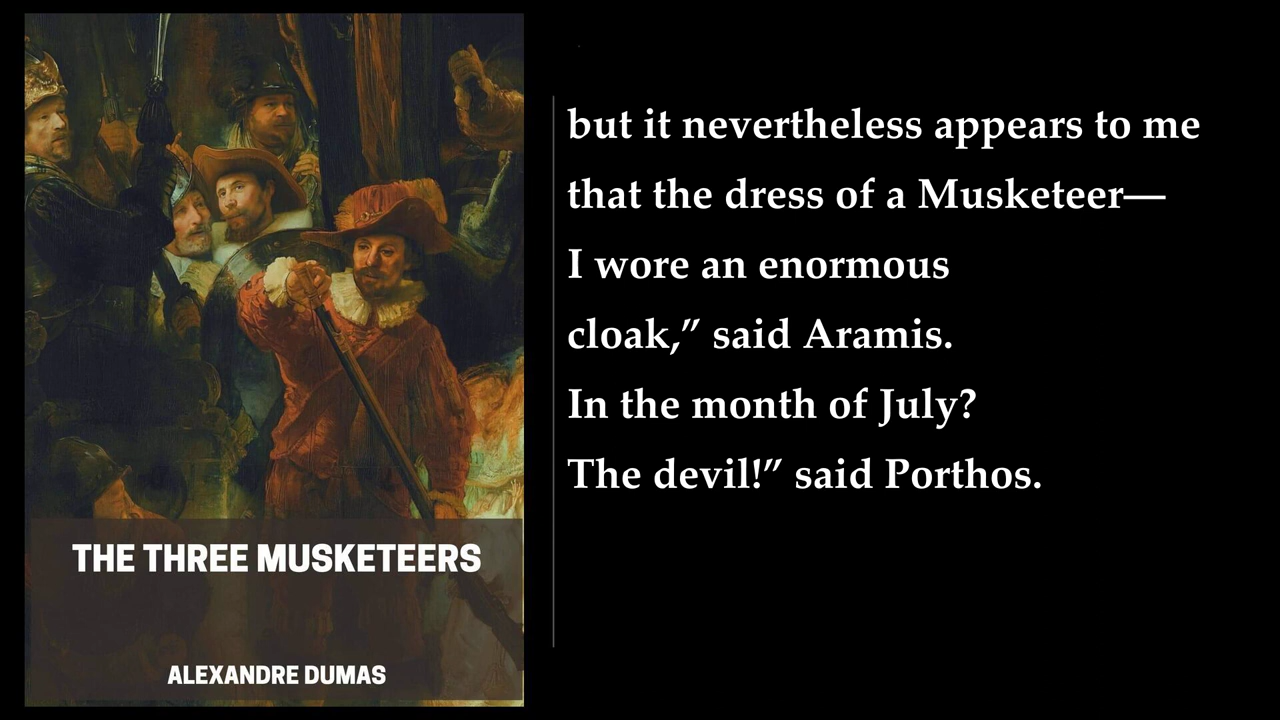 THE THREE MUSKETEERS
ALEXANDRE DUMAS
but it nevertheless appears to me
that the dress of a Musketeer—
I wore an enormous
cloak,” said Aramis.
In the month of July?
The devil!” said Porthos.